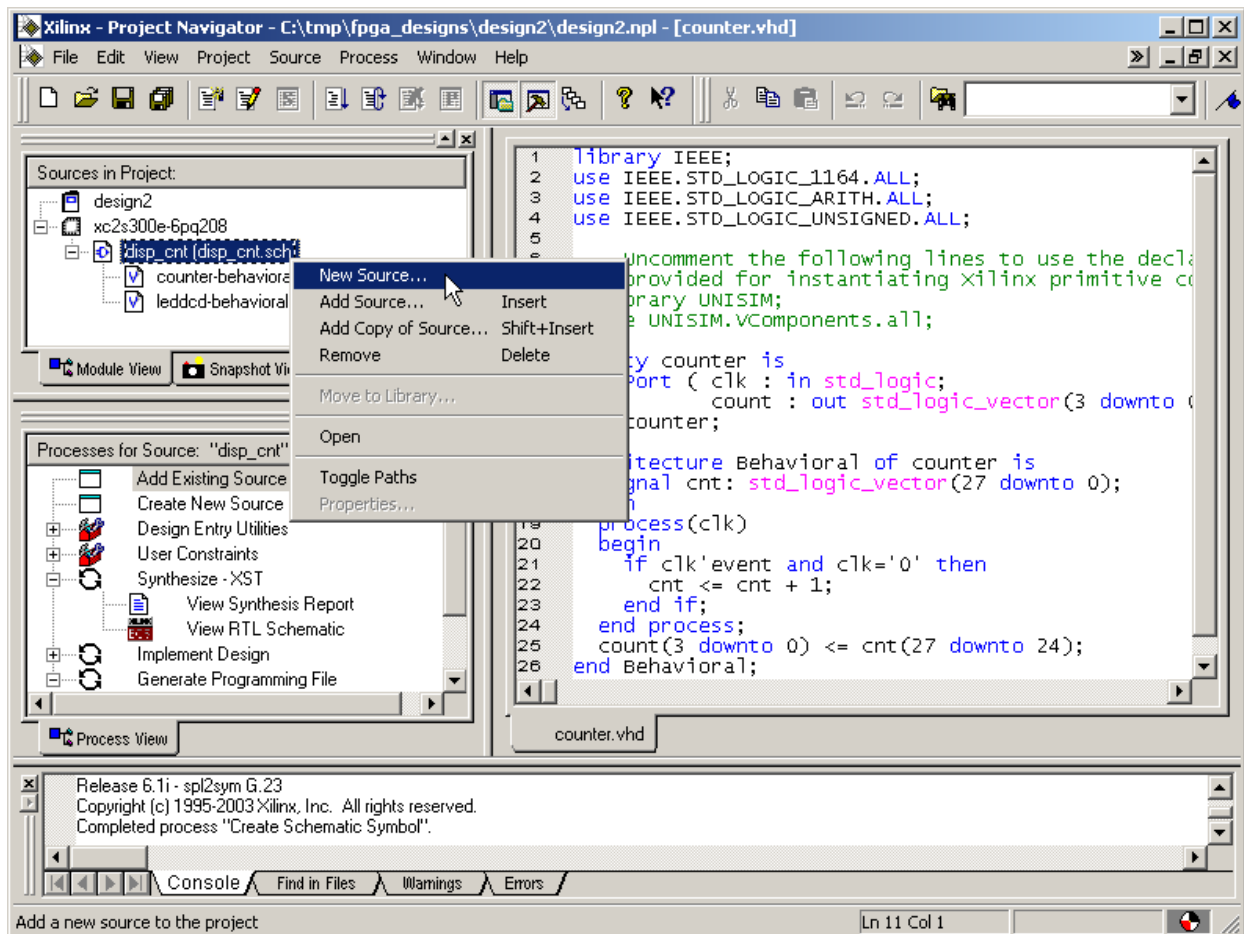 Xilinx - Project Navigator - C:\tmp\fpga_designs\design2\design2.npl - [counter.vhd]
File Edit View Project Source Process Window Help
Sources in Project:
design2
xc2s300e-6pq208
disp_cnt (disp_cnt.sch)
counter-behaviora
leddcd-behavioral
Module View Snapshot Vi
New Source...
Add Source... Insert
Add Copy of Source... Shift+Insert
Remove Delete
Move to Library...
Open
Toggle Paths
Properties...
Processes for Source: "disp_cnt"
Add Existing Source
Create New Source
Design Entry Utilities
User Constraints
Synthesize - XST
View Synthesis Report
View RTL Schematic
Implement Design
Generate Programming File
Process View
1 library IEEE;
2 use IEEE.STD_LOGIC_1164.ALL;
3 use IEEE.STD_LOGIC_ARITH.ALL;
4 use IEEE.STD_LOGIC_UNSIGNED.ALL;
5
Uncomment the following lines to use the decla
provided for instantiating Xilinx primitive co
brary UNISIM;
e UNISIM.VComponents.all;
ty counter is
Port ( clk : in std_logic;
count : out std_logic_vector(3 downto 0
counter;
itecture Behavioral of counter is
gnal cnt: std_logic_vector(27 downto 0);
n
19 process(clk)
20 begin
21 if clk'event and clk='0' then
22 cnt <= cnt + 1;
23 end if;
24 end process;
25 count(3 downto 0) <= cnt(27 downto 24);
26 end Behavioral;
counter.vhd
Release 6.1i - spl2sym G.23
Copyright (c) 1995-2003 Xilinx, Inc. All rights reserved.
Completed process "Create Schematic Symbol".
Console Find in Files Warnings Errors
Add a new source to the project Ln 11 Col 1